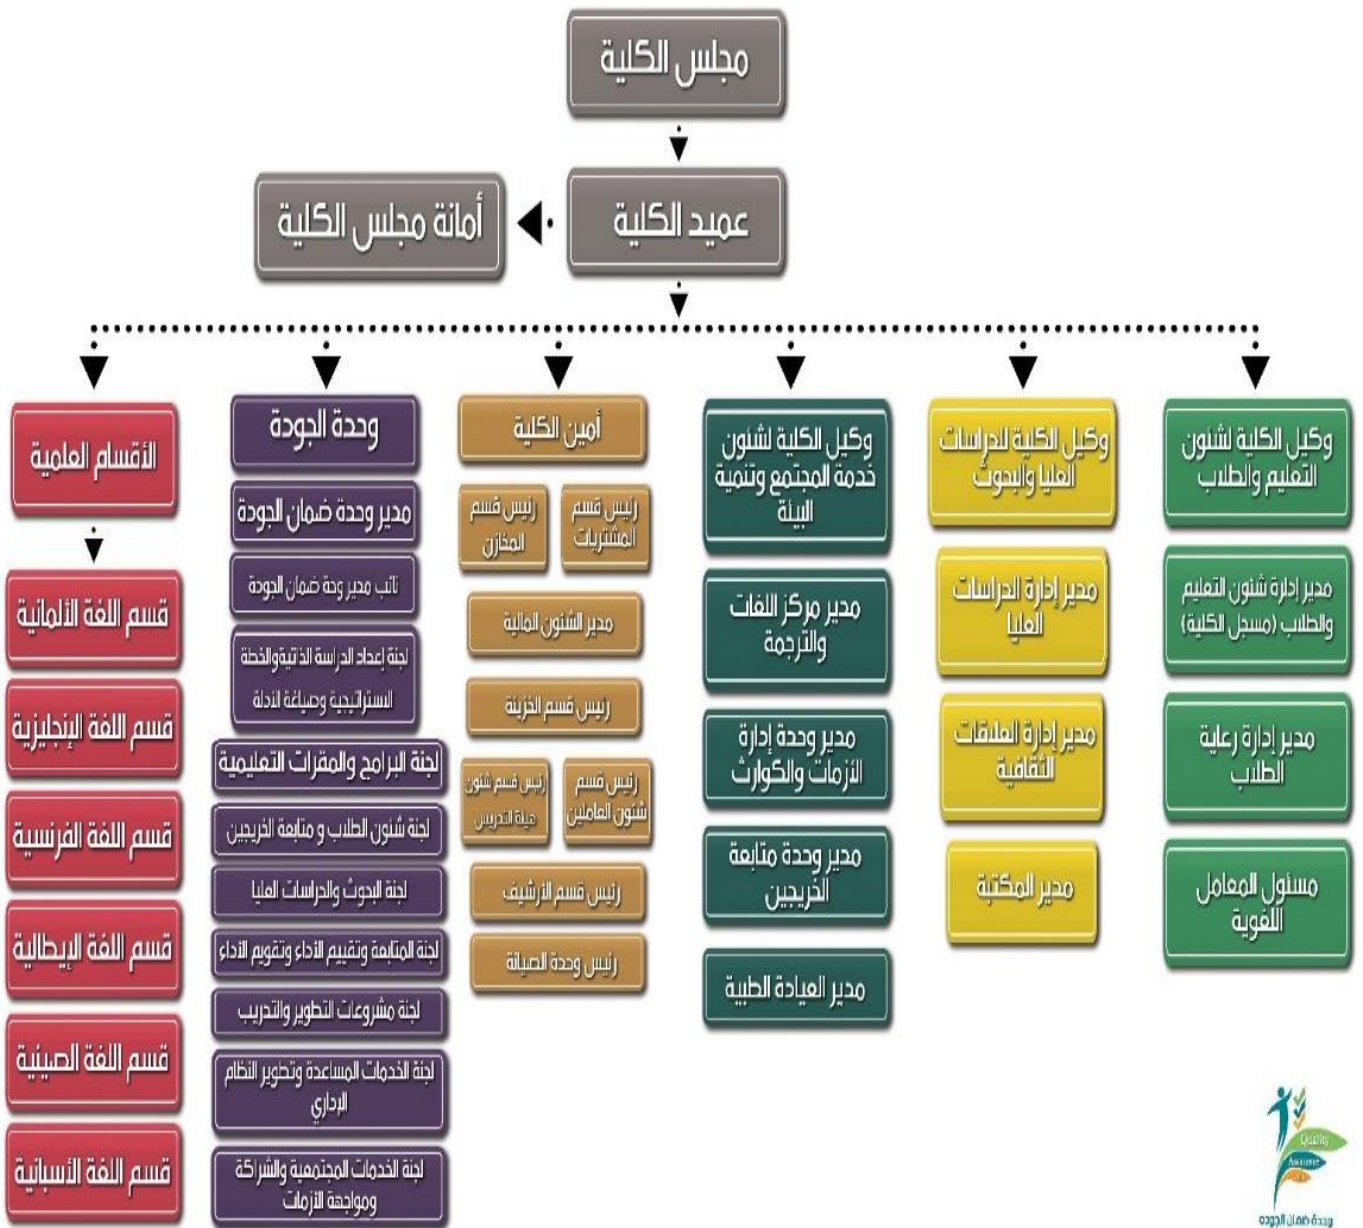 مجلس الكلية
عميد الكلية
أمانة مجلس الكلية
وكيل الكلية لشئون
التعليم والطلاب
مدير إدارة شئون التعليم
والطلاب (مسجل الكلية)
مدير إدارة رعاية
الطلاب
مسئول المعامل
اللغوية
وكيل الكلية للدراسات
العليا والبحوث
مدير إدارة الدراسات
العليا
مدير إدارة العلاقات
الثقافية
مدير المكتبة
وكيل الكلية لشئون
خدمة المجتمع وتنمية
البيئة
مدير مركز اللغات
والترجمة
مدير وحدة إدارة
الأزمات والكوارث
مدير وحدة متابعة
الخريجين
مدير العيادة الطبية
أمين الكلية
رئيس قسم
المشتريات
رئيس قسم
المخازن
مدير الشئون المالية
رئيس قسم الخزينة
رئيس قسم
شئون العاملين
رئيس قسم شئون
هيئة التدريس
رئيس قسم الأرشيف
رئيس وحدة الصيانة
وحدة الجودة
مدير وحدة ضمان الجودة
نائب مدير وحة ضمان الجودة
لجنة إعداد الدراسة الذاتية والخطة
الاستراتيجية وصياغة الأدلة
لجنة البرامج والمقرات التعليمية
لجنة شئون الطلاب و متابعة الخريجين
لجنة البحوث والدراسات العليا
لجنة المتابعة وتقييم الأداء وتقويم الأداء
لجنة مشروعات التطوير والتدريب
لجنة الخدمات المساعدة وتطوير النظام
الإداري
لجنة الخدمات المجتمعية والشراكة
ومواجهة الأزمات
الأقسام العلمية
قسم اللغة الألمانية
قسم اللغة الإنجليزية
قسم اللغة الفرنسية
قسم اللغة الإيطالية
قسم اللغة الصينية
قسم اللغة الأسبانية
Quality
Assurance
وحدة ضمان الجودة